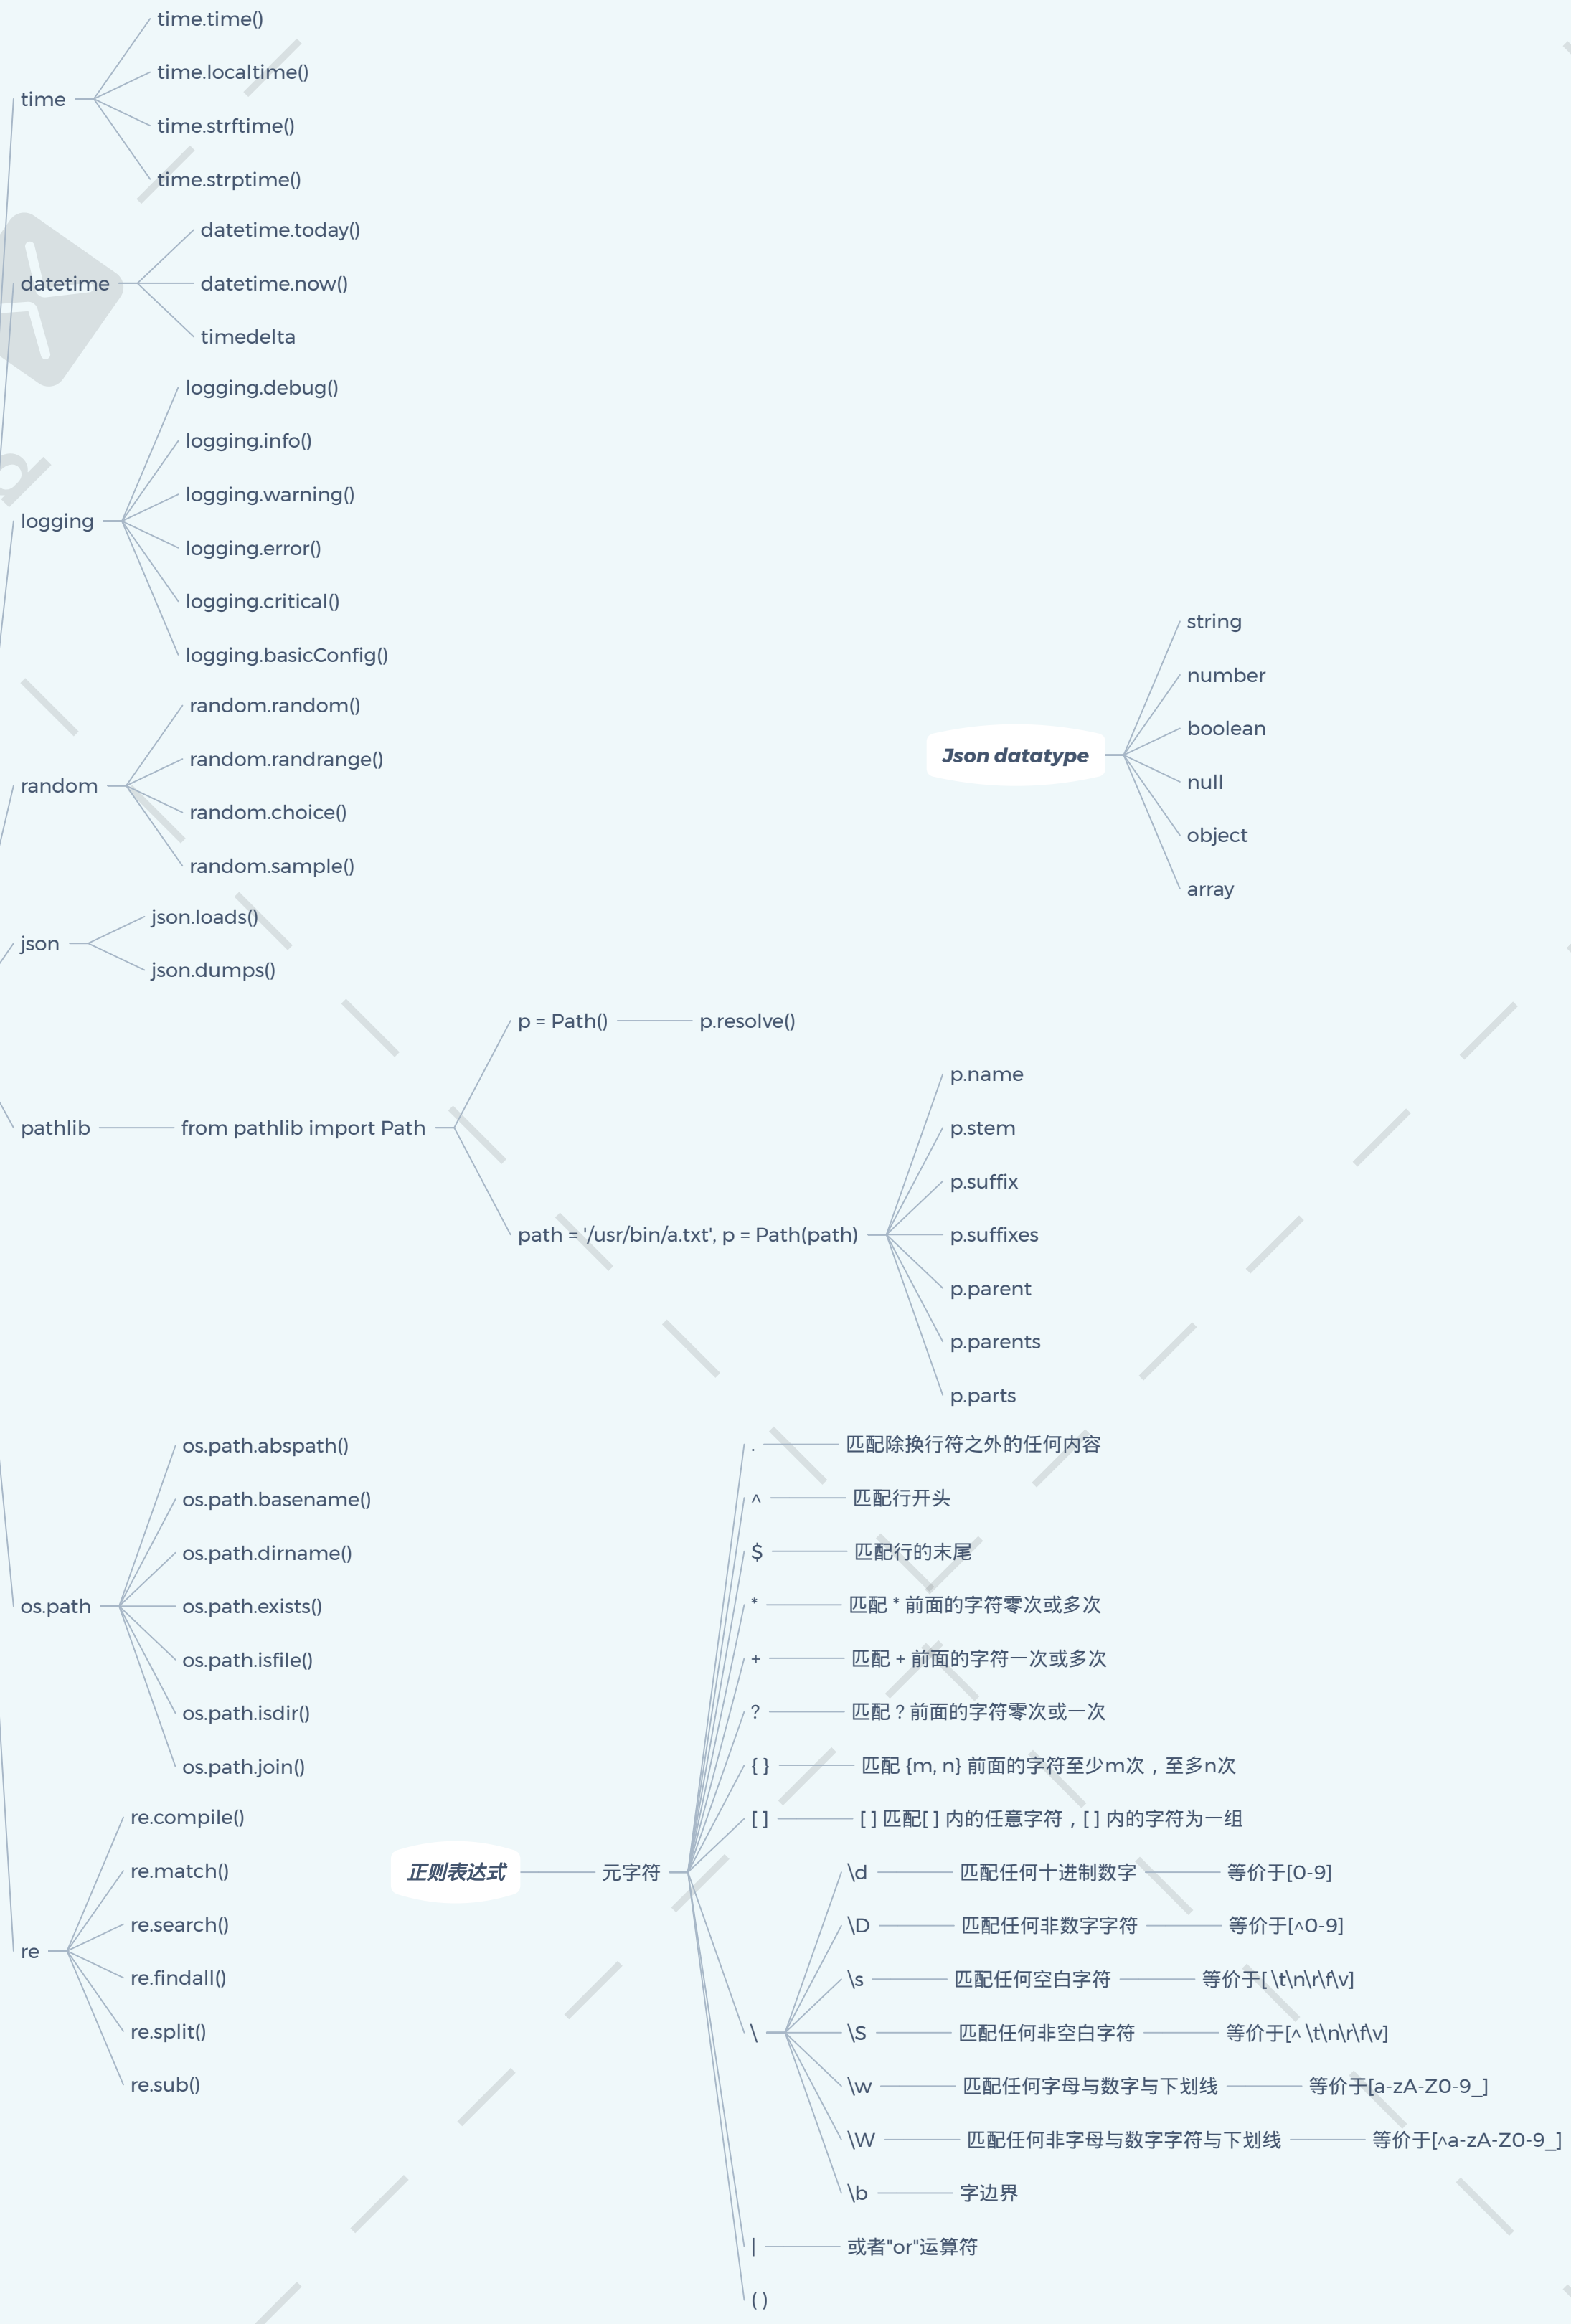 time
time.time()
time.localtime()
time.strftime()
time.strptime()
datetime
datetime.today()
datetime.now()
timedelta
logging
logging.debug()
logging.info()
logging.warning()
logging.error()
logging.critical()
logging.basicConfig()
random
random.random()
random.randrange()
random.choice()
random.sample()
Json datatype
string
number
boolean
null
object
array
json
json.loads()
json.dumps()
pathlib
from pathlib import Path
p = Path()
p.resolve()
path = '/usr/bin/a.txt', p = Path(path)
p.name
p.stem
p.suffix
p.suffixes
p.parent
p.parents
p.parts
os.path
os.path.abspath()
os.path.basename()
os.path.dirname()
os.path.exists()
os.path.isfile()
os.path.isdir()
os.path.join()
re
re.compile()
re.match()
re.search()
re.findall()
re.split()
re.sub()
正则表达式
元字符
. 匹配除换行符之外的任何内容
^ 匹配行开头
$ 匹配行的末尾
* 匹配 * 前面的字符零次或多次
+ 匹配 + 前面的字符一次或多次
? 匹配 ? 前面的字符零次或一次
{ } 匹配 {m, n} 前面的字符至少m次，至多n次
[ ] [ ] 匹配[ ] 内的任意字符，[ ] 内的字符为一组
\
\d 匹配任何十进制数字 等价于[0-9]
\D 匹配任何非数字字符 等价于[^0-9]
\s 匹配任何空白字符 等价于[ \t\n\r\f\v]
\S 匹配任何非空白字符 等价于[^ \t\n\r\f\v]
\w 匹配任何字母与数字与下划线 等价于[a-zA-Z0-9_]
\W 匹配任何非字母与数字字符与下划线 等价于[^a-zA-Z0-9_]
\b 字边界
| 或者"or"运算符
( )